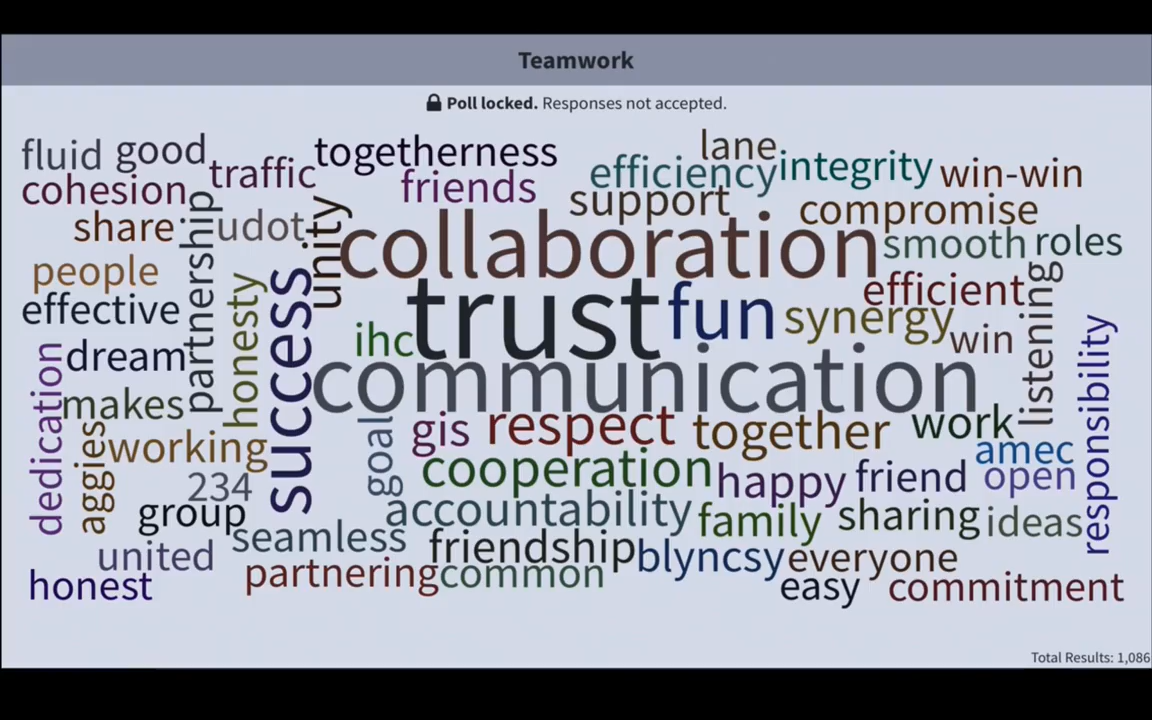 Teamwork
Poll locked. Responses not accepted.
fluid good togetherness lane
cohesion traffic friends efficiency integrity win-win
share partnership udot unity support compromise
people collaboration smooth roles
effective honesty success trust fun synergy efficient listening
dream ihc win
dedication makes communication responsibility
aggies working goal gis respect together work
234 cooperation happy friend amec open
group accountability family sharing ideas
seamless friendship blyncsy everyone
united partnering common
honest easy commitment
Total Results: 1,086